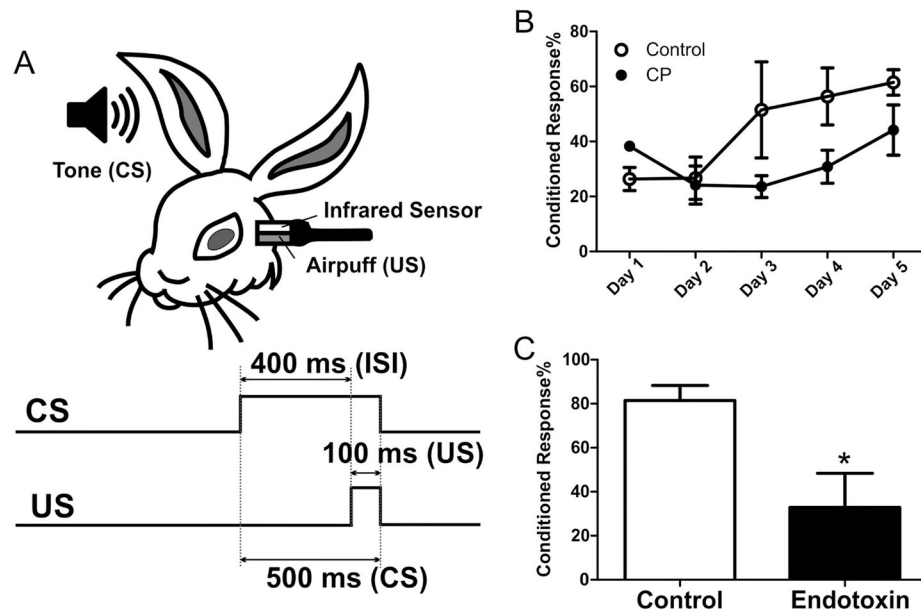 A
Tone (CS)
Infrared Sensor
Airpuff (US)
400 ms (ISI)
CS
100 ms (US)
US
500 ms (CS)
B
Conditioned Response%
80
60
40
20
0
Control
CP
Day 1
Day 2
Day 3
Day 4
Day 5
C
Conditioned Response%
100
80
60
40
20
0
*
Control
Endotoxin